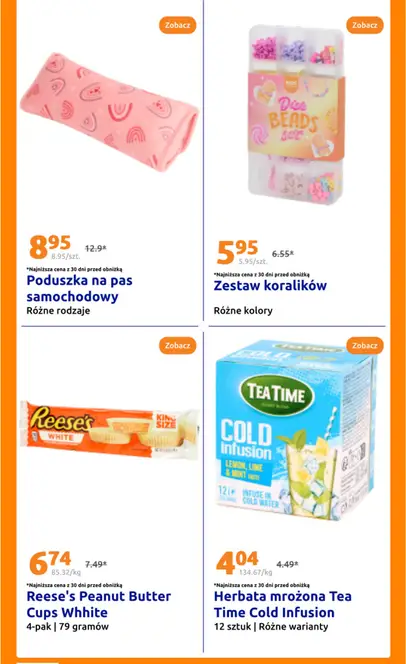 Zobacz
8.95
12.9*
8.95/szt.
*Najniższa cena z 30 dni przed obniżką
Poduszka na pas
samochodowy
Różne rodzaje
Zobacz
BEADS
5.95
6.55*
5.95/szt.
*Najniższa cena z 30 dni przed obniżką
Zestaw koralików
Różne kolory
Zobacz
Reese's
WHITE
KING
SIZE
6.74
7.49*
85.32/kg
*Najniższa cena z 30 dni przed obniżką
Reese's Peanut Butter
Cups Whhite
4-pak | 79 gramów
Zobacz
TEA TIME
COLD
infusion
LEMON, LIME
& MINT
INFUSE IN
COLD WATER
4.04
4.49*
134.67/kg
*Najniższa cena z 30 dni przed obniżką
Herbata mrożona Tea
Time Cold Infusion
12 sztuk | Różne warianty